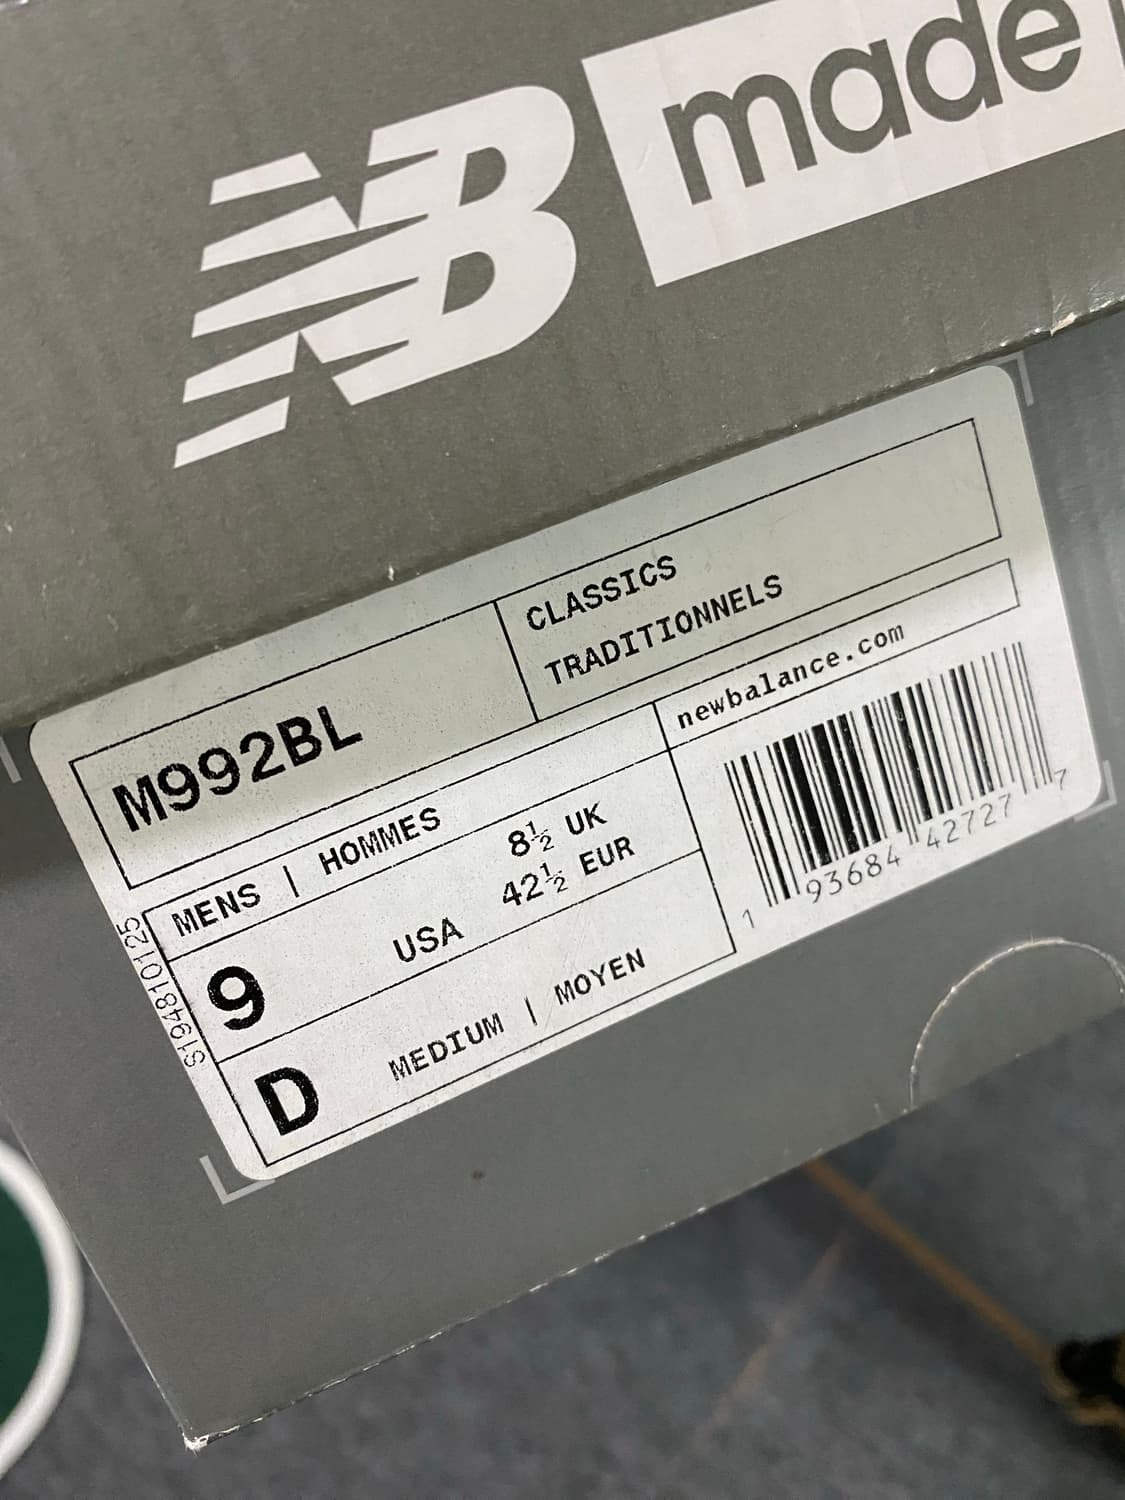 NB made
CLASSICS
TRADITIONNELS
M992BL
newbalance.com
MENS | HOMMES
9 USA 8½ UK
42½ EUR
D MEDIUM | MOYEN
S194810125
1 93684 42727 7